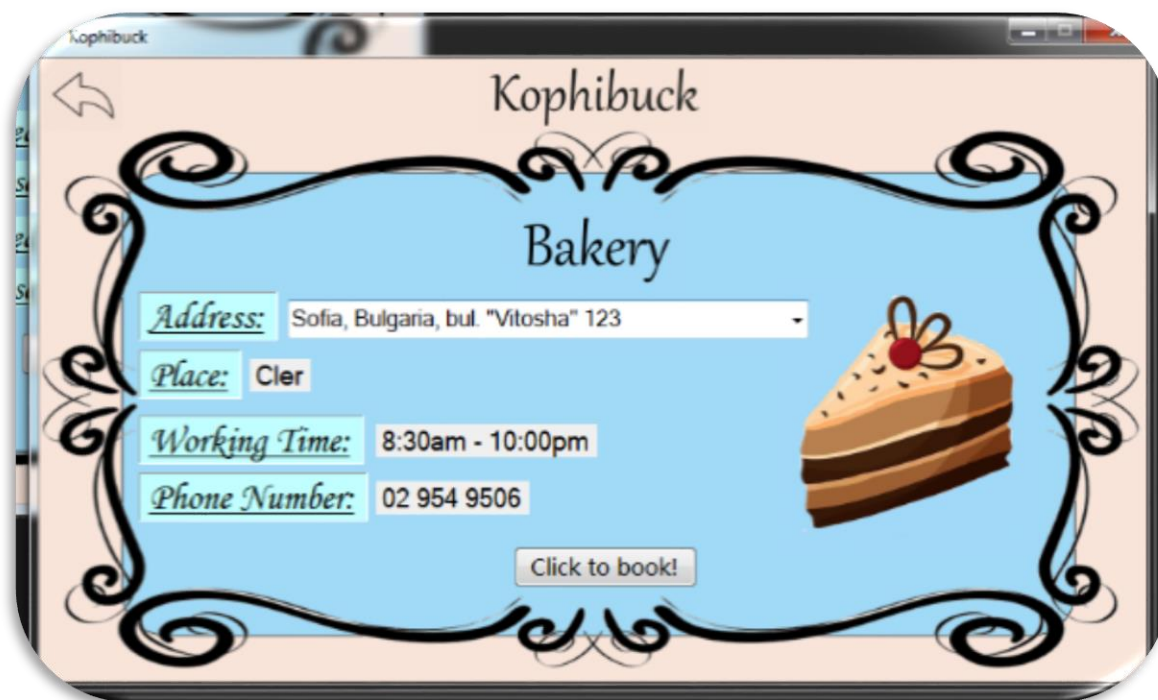 Kophibuck
Kophibuck
Bakery
Address: Sofia, Bulgaria, bul. "Vitosha" 123
Place: Cler
Working Time: 8:30am - 10:00pm
Phone Number: 02 954 9506
Click to book!